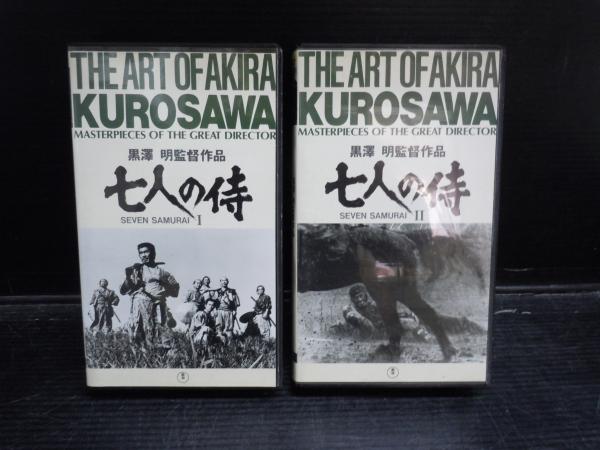 THE ART OF AKIRA
KUROSAWA
MASTERPIECES OF THE GREAT DIRECTOR
黒澤 明監督作品
七人の侍
SEVEN SAMURAI I
THE ART OF AKIRA
KUROSAWA
MASTERPIECES OF THE GREAT DIRECTOR
黒澤 明監督作品
七人の侍
SEVEN SAMURAI II